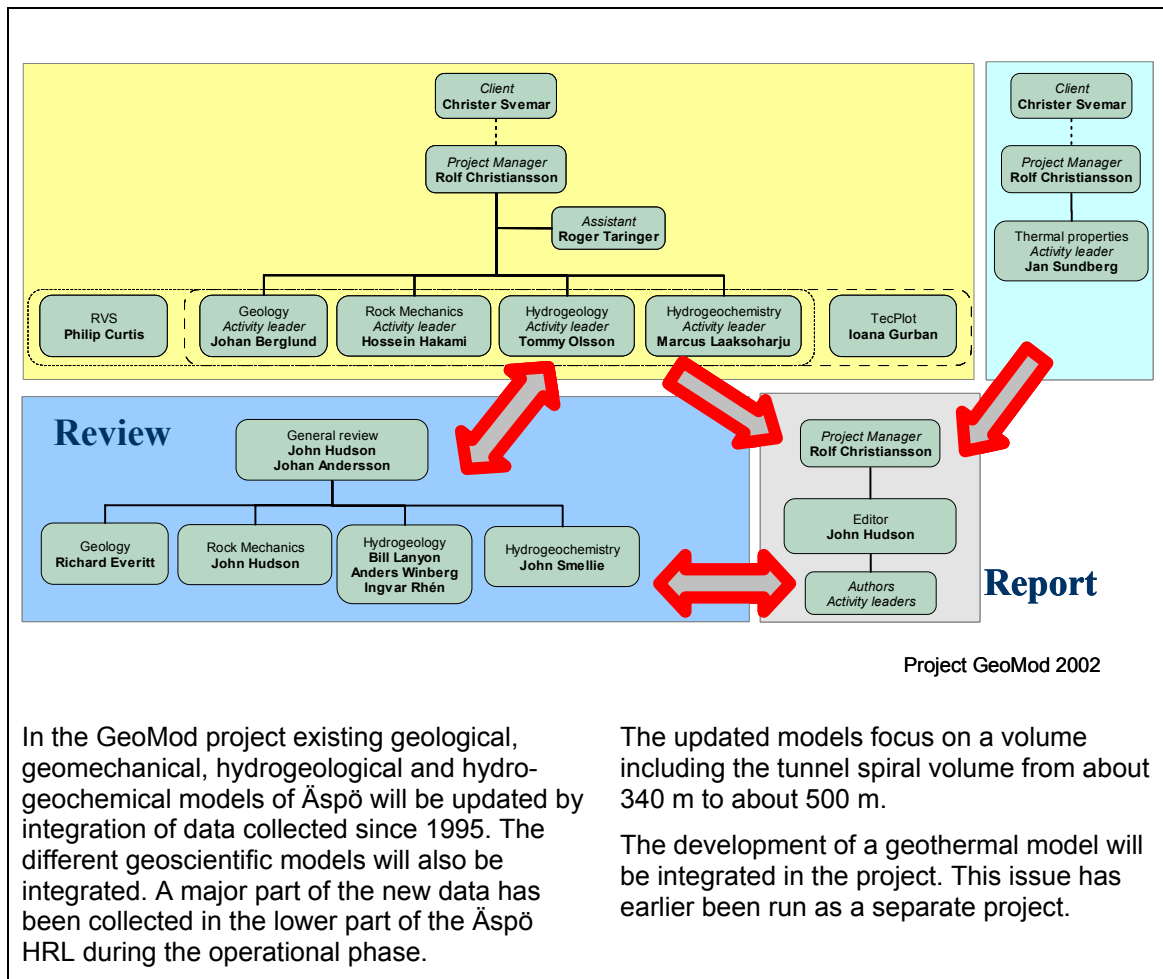 Client
Christer Svemar
Project Manager
Rolf Christiansson
Assistant
Roger Taringer
RVS
Philip Curtis
Geology
Activity leader
Johan Berglund
Rock Mechanics
Activity leader
Hossein Hakami
Hydrogeology
Activity leader
Tommy Olsson
Hydrogeochemistry
Activity leader
Marcus Laaksoharju
TecPlot
Ioana Gurban
Client
Christer Svemar
Project Manager
Rolf Christiansson
Thermal properties
Activity leader
Jan Sundberg
Review
General review
John Hudson
Johan Andersson
Geology
Richard Everitt
Rock Mechanics
John Hudson
Hydrogeology
Bill Lanyon
Anders Winberg
Ingvar Rhén
Hydrogeochemistry
John Smellie
Project Manager
Rolf Christiansson
Editor
John Hudson
Authors
Activity leaders
Report
Project GeoMod 2002
In the GeoMod project existing geological,
geomechanical, hydrogeological and hydro-
geochemical models of Äspö will be updated by
integration of data collected since 1995. The
different geoscientific models will also be
integrated. A major part of the new data has
been collected in the lower part of the Äspö
HRL during the operational phase.
The updated models focus on a volume
including the tunnel spiral volume from about
340 m to about 500 m.
The development of a geothermal model will
be integrated in the project. This issue has
earlier been run as a separate project.